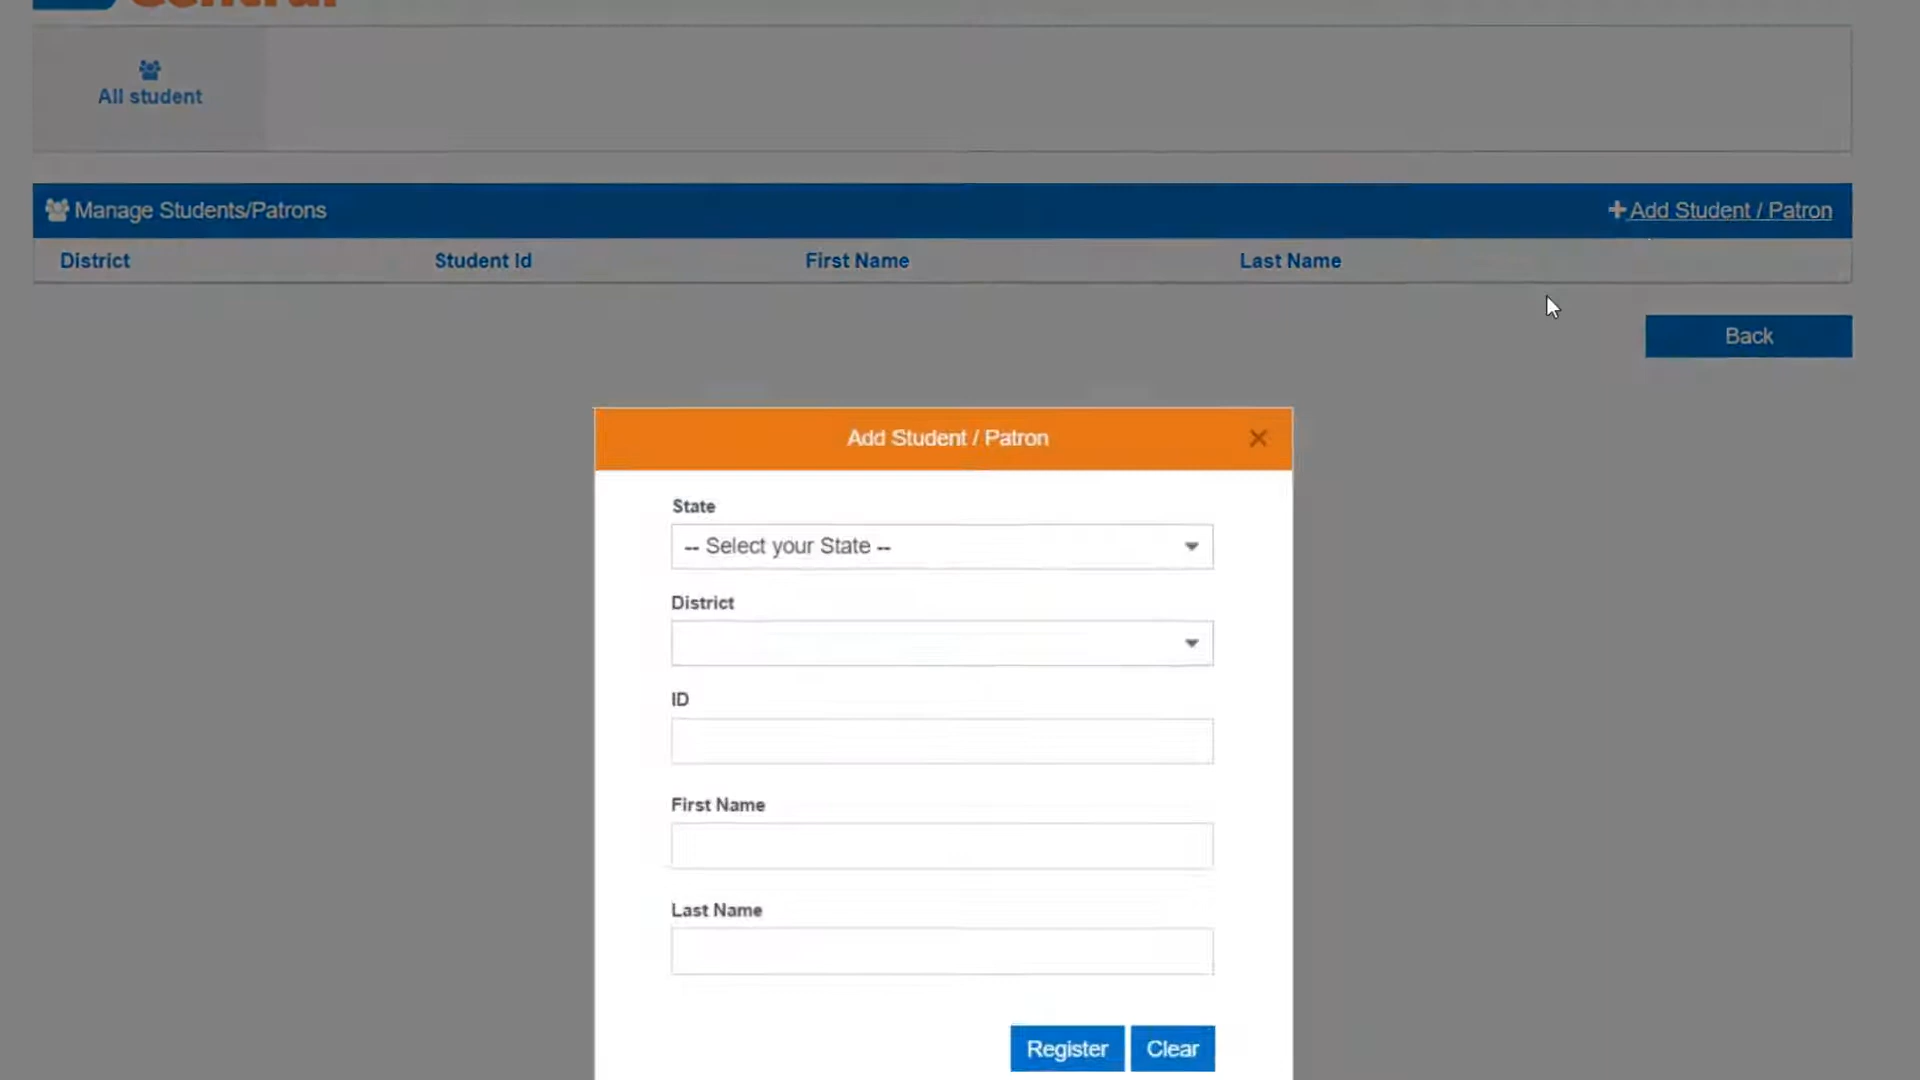 All student
Manage Students/Patrons
+Add Student / Patron
District Student Id First Name Last Name
Back
Add Student / Patron ×
State
-- Select your State --
District
ID
First Name
Last Name
Register Clear